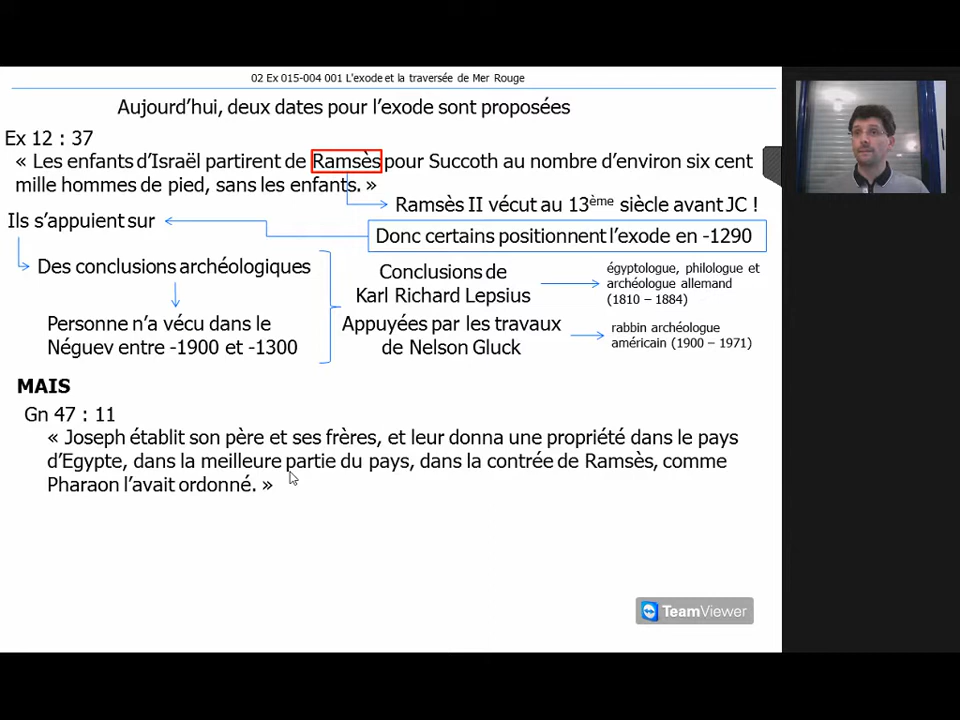 02 Ex 015-004 001 L'exode et la traversée de Mer Rouge
Aujourd'hui, deux dates pour l'exode sont proposées
Ex 12 : 37
« Les enfants d'Israël partirent de Ramsès pour Succoth au nombre d'environ six cent
mille hommes de pied, sans les enfants. »
Ramsès II vécut au 13ème siècle avant JC !
Ils s'appuient sur
Donc certains positionnent l'exode en -1290
Des conclusions archéologiques
Conclusions de
Karl Richard Lepsius
égyptologue, philologue et
archéologue allemand
(1810 – 1884)
Personne n'a vécu dans le
Néguev entre -1900 et -1300
Appuyées par les travaux
de Nelson Gluck
rabbin archéologue
américain (1900 – 1971)
MAIS
Gn 47 : 11
« Joseph établit son père et ses frères, et leur donna une propriété dans le pays
d'Egypte, dans la meilleure partie du pays, dans la contrée de Ramsès, comme
Pharaon l'avait ordonné. »
TeamViewer